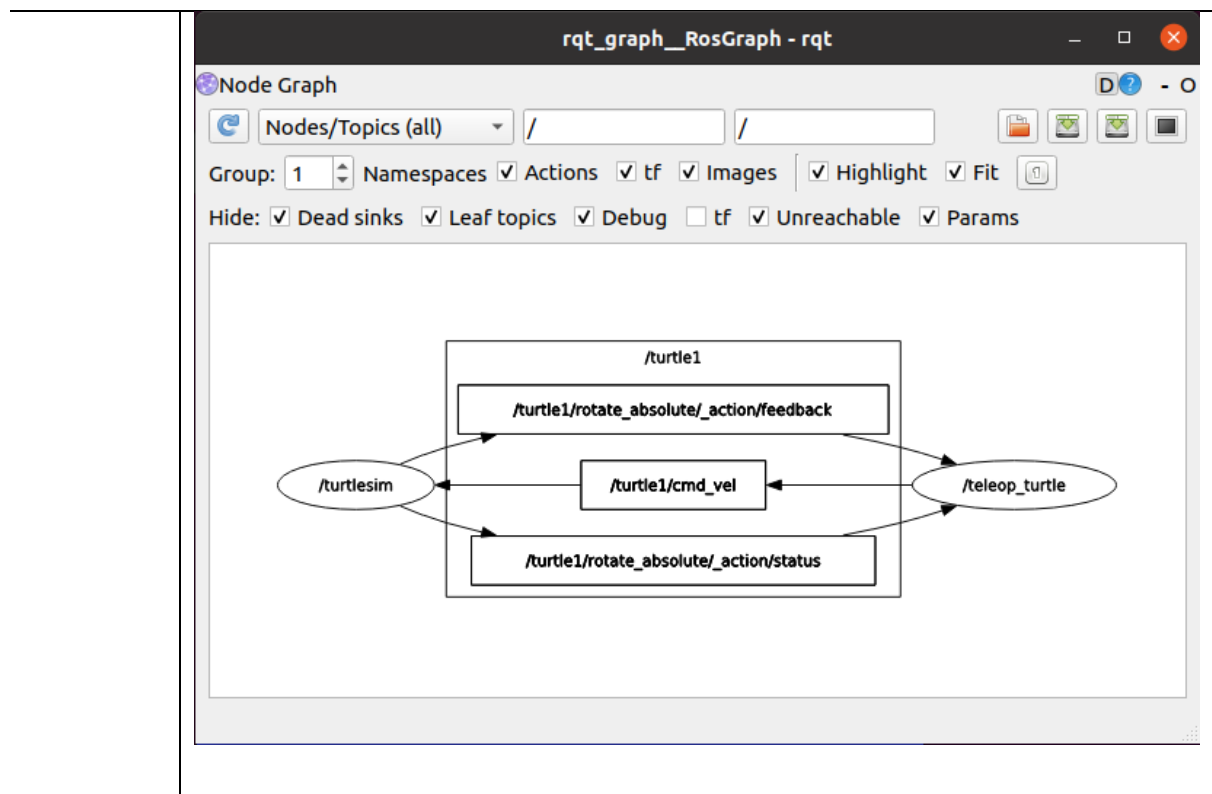 rqt_graph__RosGraph - rqt
Node Graph D ? - O
Nodes/Topics (all) / /
Group: 1 Namespaces Actions tf Images Highlight Fit
Hide: Dead sinks Leaf topics Debug tf Unreachable Params
/turtle1
/turtle1/rotate_absolute/_action/feedback
/turtlesim /turtle1/cmd_vel /teleop_turtle
/turtle1/rotate_absolute/_action/status